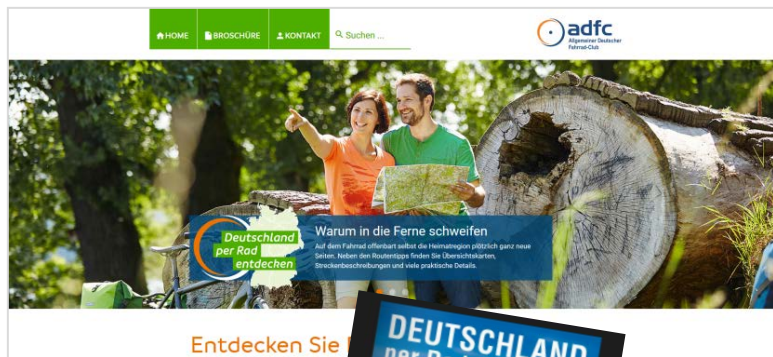 HOME
BROSCHÜRE
KONTAKT
Suchen ...
adfc
Allgemeiner Deutscher
Fahrrad-Club
Deutschland
per Rad
entdecken
Warum in die Ferne schweifen
Auf dem Fahrrad offenbart selbst die Heimatregion plötzlich ganz neue
Seiten. Neben den Routentipps finden Sie Übersichtskarten,
Streckenbeschreibungen und viele praktische Details.
Entdecken Sie
DEUTSCHLAND